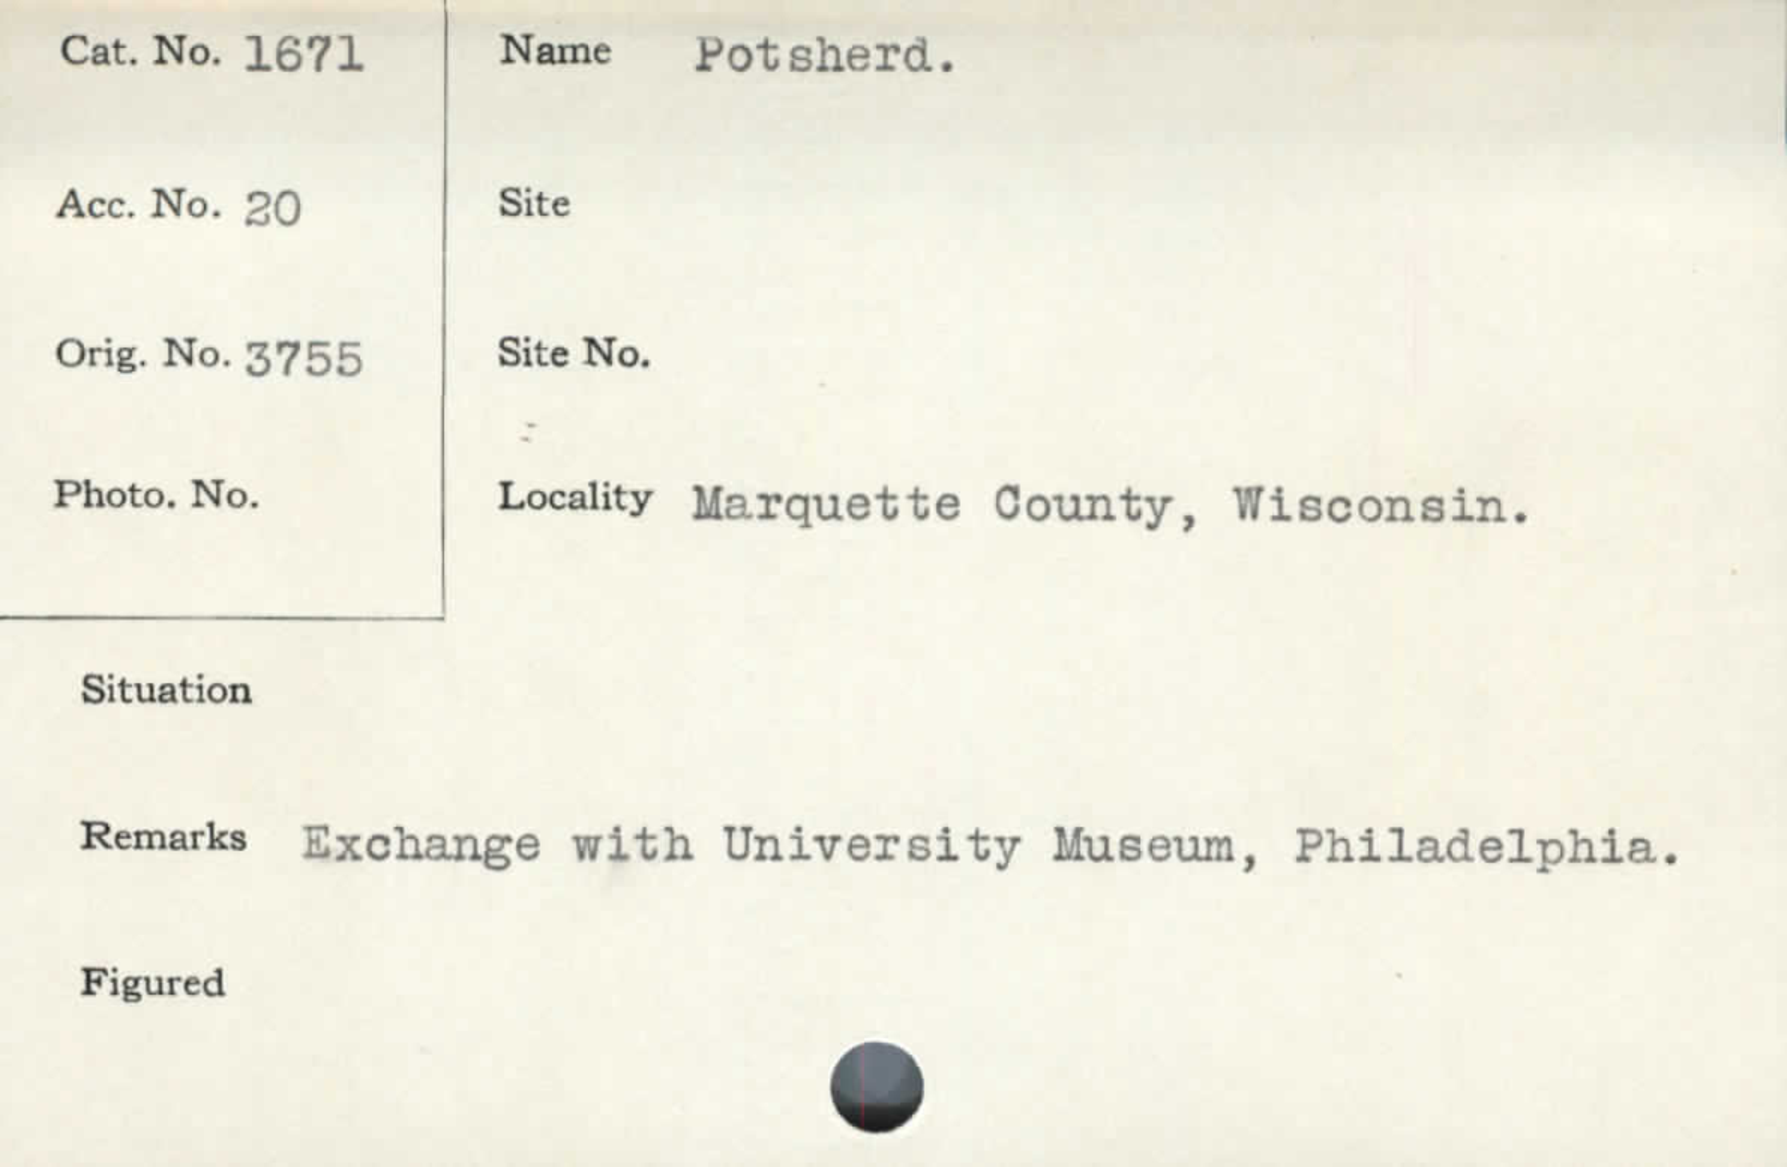 Cat. No. 1671
Name Potsherd.
Acc. No. 20
Site
Orig. No. 3755
Site No.
Photo. No.
Locality Marquette County, Wisconsin.
Situation
Remarks Exchange with University Museum, Philadelphia.
Figured